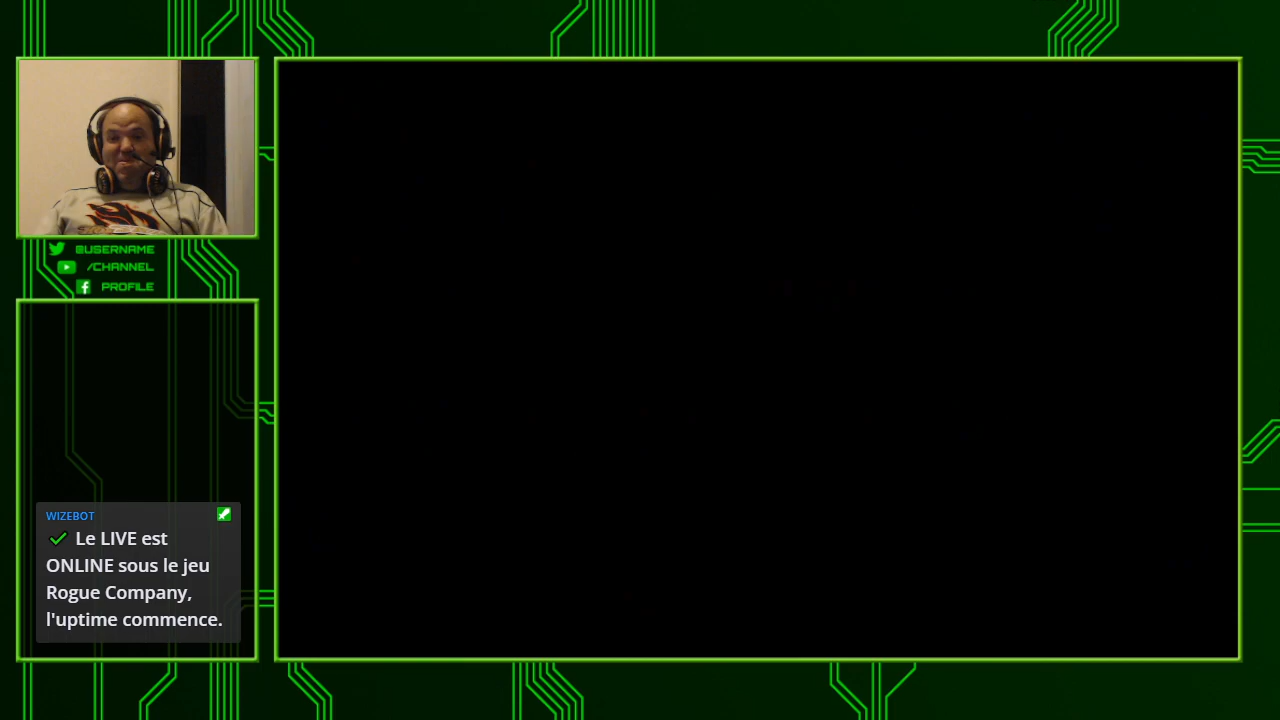 @USERNAME
/CHANNEL
PROFILE
WIZEBOT
Le LIVE est
ONLINE sous le jeu
Rogue Company,
l'uptime commence.